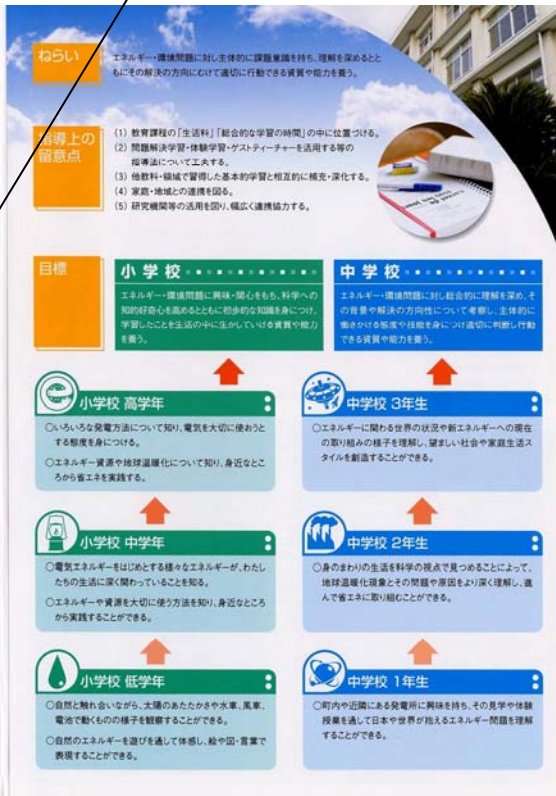 ねらい
エネルギー・環境問題に対し主体的に課題意識を持ち、理解を深めるとと
もにその解決の方向にむけて適切に行動できる資質や能力を養う。
指導上の
留意点
(1) 教育課程の「生活科」「総合的な学習の時間」の中に位置づける。
(2) 問題解決学習・体験学習・ゲストティーチャーを活用する等の
指導法について工夫する。
(3) 他教科・領域で習得した基本的学習と相互的に補充・深化する。
(4) 家庭・地域との連携を図る。
(5) 研究機関等の活用を図り、幅広く連携協力する。
目標
小学校
エネルギー・環境問題に興味・関心をもち、科学への
知的好奇心を高めるとともに初歩的な知識を身につけ、
学習したことを生活の中に生かしていける資質や能力
を養う。
中学校
エネルギー・環境問題に対し総合的に理解を深め、そ
の背景や解決の方向性について考察し、主体的に
働きかける態度や技能を身につけ適切に判断し行動
できる資質や能力を養う。
小学校 高学年
○いろいろな発電方法について知り、電気を大切に使おうと
する態度を身につける。
○エネルギー資源や地球温暖化について知り、身近なとこ
ろから省エネを実践する。
中学校 3年生
○エネルギーに関わる世界の状況や新エネルギーへの現在
の取り組みの様子を理解し、望ましい社会や家庭生活ス
タイルを創造することができる。
小学校 中学年
○電気エネルギーをはじめとする様々なエネルギーが、わたし
たちの生活に深く関わっていることを知る。
○エネルギーや資源を大切に使う方法を知り、身近なところ
から実践することができる。
中学校 2年生
○身のまわりの生活を科学の視点で見つめることによって、
地球温暖化現象とその問題や原因をより深く理解し、進
んで省エネに取り組むことができる。
小学校 低学年
○自然と触れ合いながら、太陽のあたたかさや水車、風車、
電池で動くものの様子を観察することができる。
○自然のエネルギーを遊びを通して体感し、絵や図・言葉で
表現することができる。
中学校 1年生
○町内や近隣にある発電所に興味を持ち、その見学や体験
授業を通して日本や世界が抱えるエネルギー問題を理解
することができる。